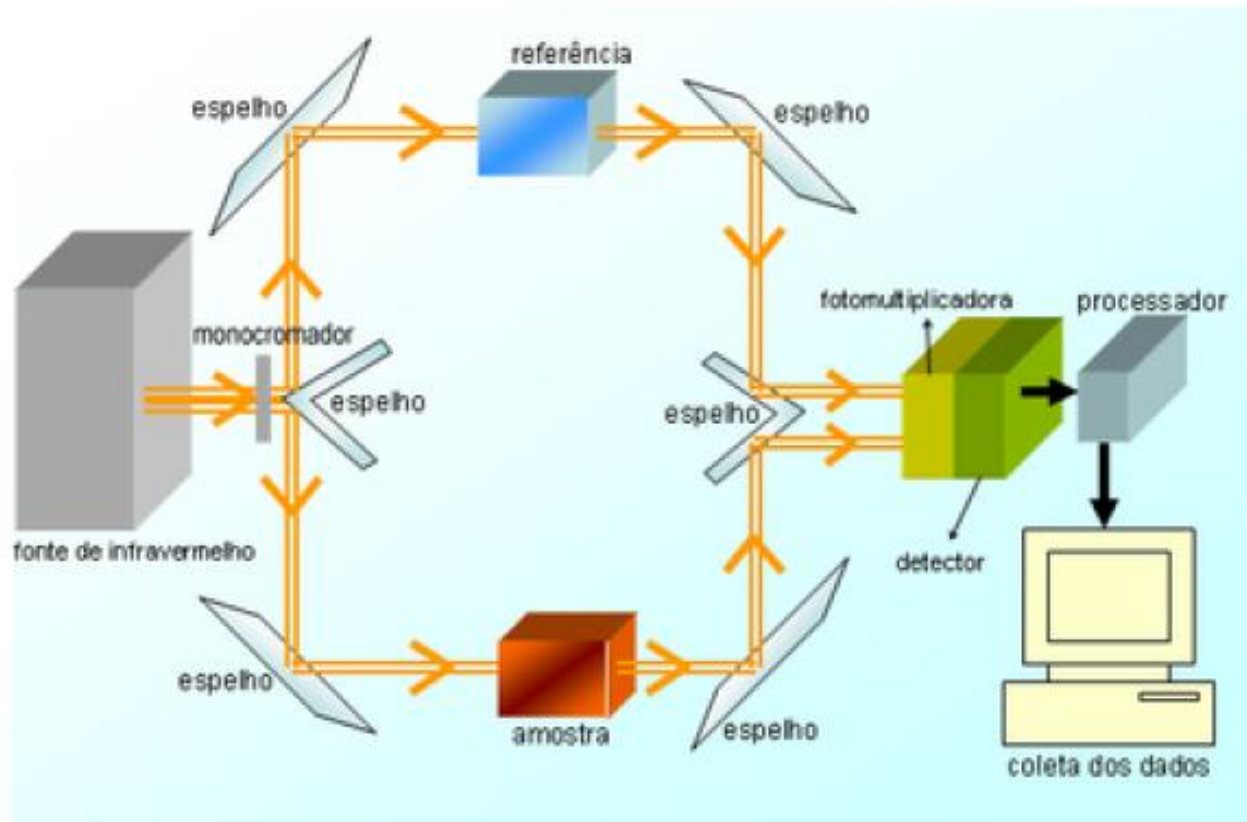 referência
espelho
espelho
fotomultiplicadora
processador
monocromador
espelho
espelho
fonte de infravermelho
detector
espelho
amostra
espelho
coleta dos dados